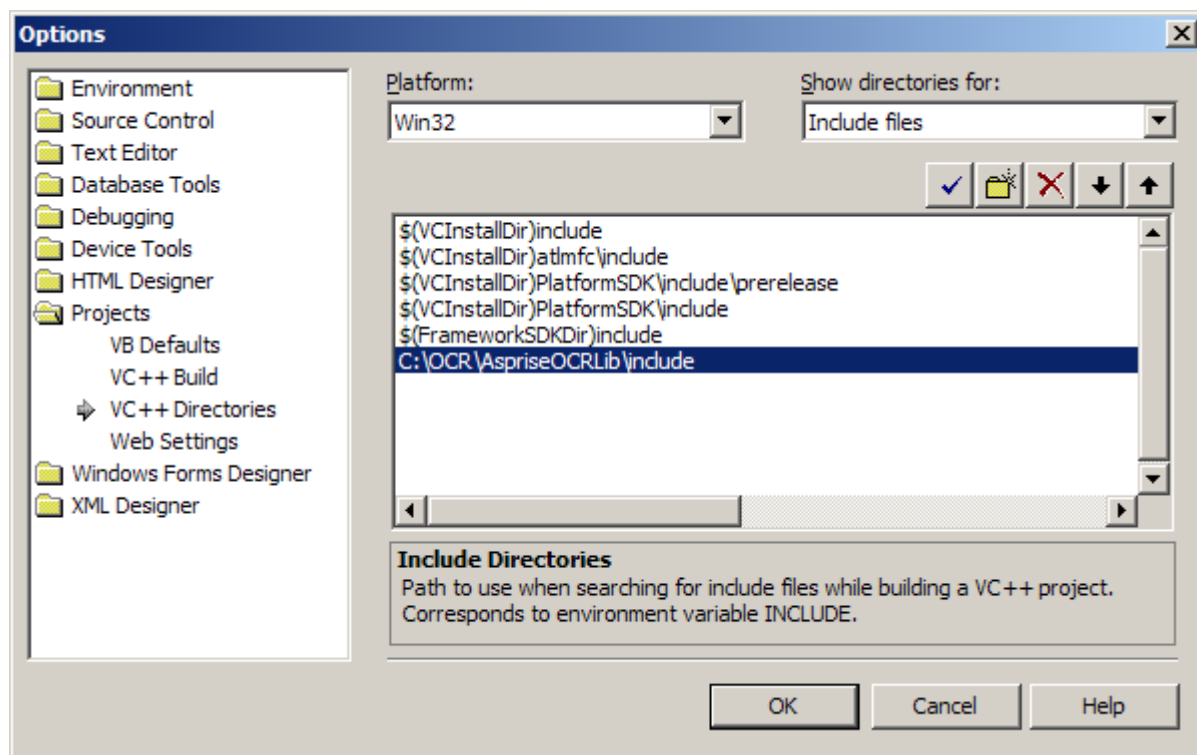 Options
Environment
Source Control
Text Editor
Database Tools
Debugging
Device Tools
HTML Designer
Projects
VB Defaults
VC++ Build
VC++ Directories
Web Settings
Windows Forms Designer
XML Designer
Platform:
Win32
Show directories for:
Include files
$(VCInstallDir)include
$(VCInstallDir)atlmfc\include
$(VCInstallDir)PlatformSDK\include\prerelease
$(VCInstallDir)PlatformSDK\include
$(FrameworkSDKDir)include
C:\OCR\AspriseOCRLib\include
Include Directories
Path to use when searching for include files while building a VC++ project.
Corresponds to environment variable INCLUDE.
OK
Cancel
Help